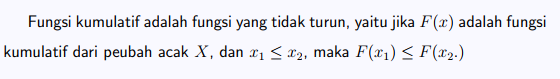 Fungsi kumulatif adalah fungsi yang tidak turun, yaitu jika F(x) adalah fungsi
kumulatif dari peubah acak X, dan x₁ ≤ x₂, maka F(x₁) ≤ F(x₂.)